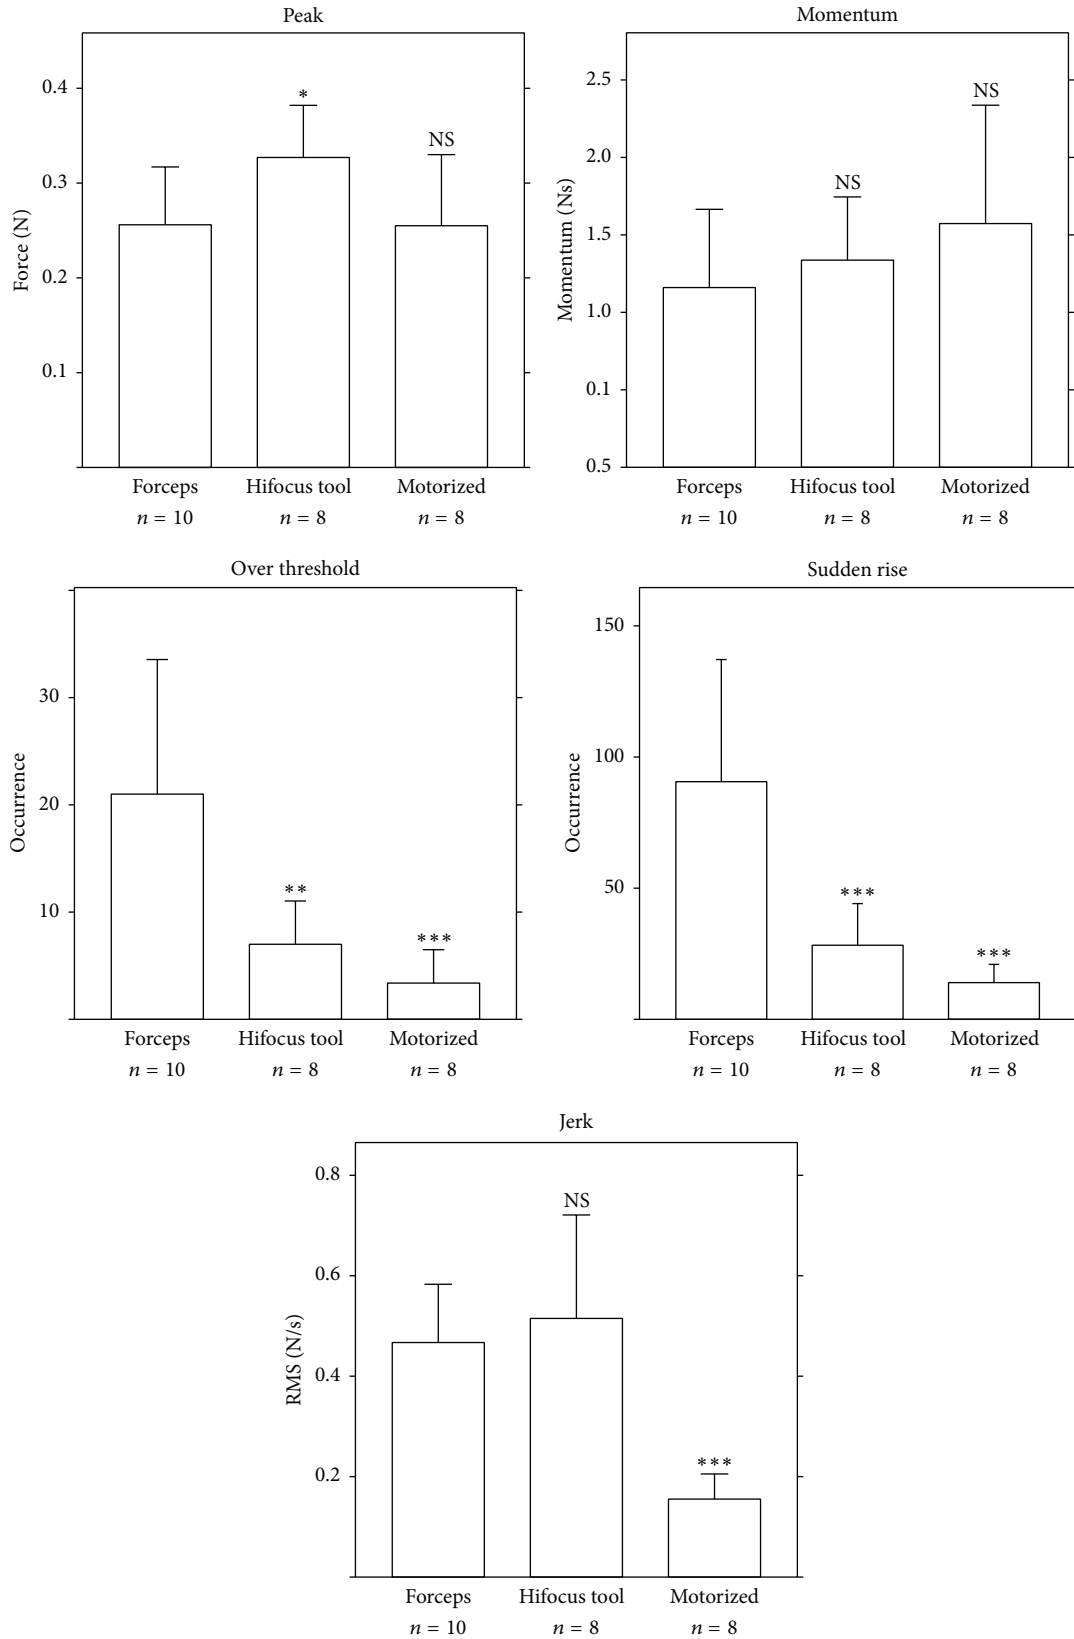 Peak
Force (N)
0.4
0.3
0.2
0.1
*
NS
Forceps Hifocus tool Motorized
n = 10 n = 8 n = 8
Momentum
Momentum (Ns)
2.5
2.0
1.5
1.0
0.1
0.5
NS
NS
Forceps Hifocus tool Motorized
n = 10 n = 8 n = 8
Over threshold
Occurrence
30
20
10
**
***
Forceps Hifocus tool Motorized
n = 10 n = 8 n = 8
Sudden rise
Occurrence
150
100
50
***
***
Forceps Hifocus tool Motorized
n = 10 n = 8 n = 8
Jerk
RMS (N/s)
0.8
0.6
0.4
0.2
NS
***
Forceps Hifocus tool Motorized
n = 10 n = 8 n = 8